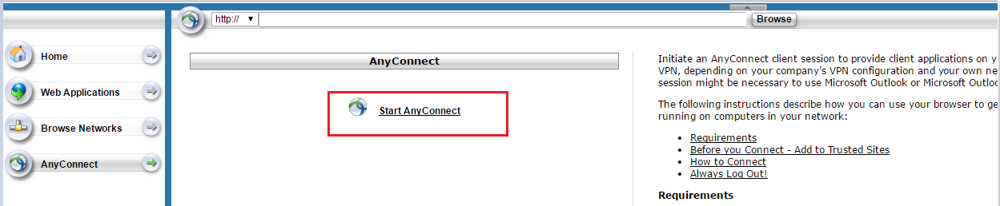 http://
Browse
Home
Web Applications
Browse Networks
AnyConnect
AnyConnect
Start AnyConnect
Initiate an AnyConnect client session to provide client applications on y
VPN, depending on your company's VPN configuration and your own ne
session might be necessary to use Microsoft Outlook or Microsoft Outloo
The following instructions describe how you can use your browser to ge
running on computers in your network:
Requirements
Before you Connect - Add to Trusted Sites
How to Connect
Always Log Out!
Requirements